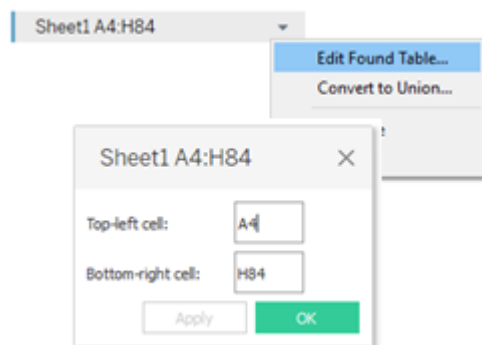 Sheet1 A4:H84
Edit Found Table...
Convert to Union...
Sheet1 A4:H84
Top-left cell:
A4
Bottom-right cell:
H84
Apply
OK